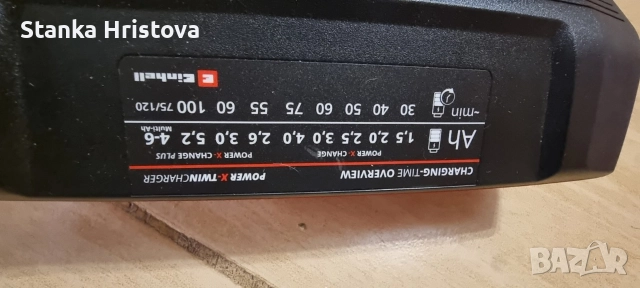 Stanka Hristova
CHARGING-TIME OVERVIEW POWER X-TWINCHARGER
POWER X-CHANGE POWER X-CHANGE PLUS
Ah 1,5 2,0 2,5 3,0 4,0 2,6 3,0 5,2 4-6 Multi-Ah
~min 30 40 50 60 75 55 60 100 75/120
Einhell
BAZAR